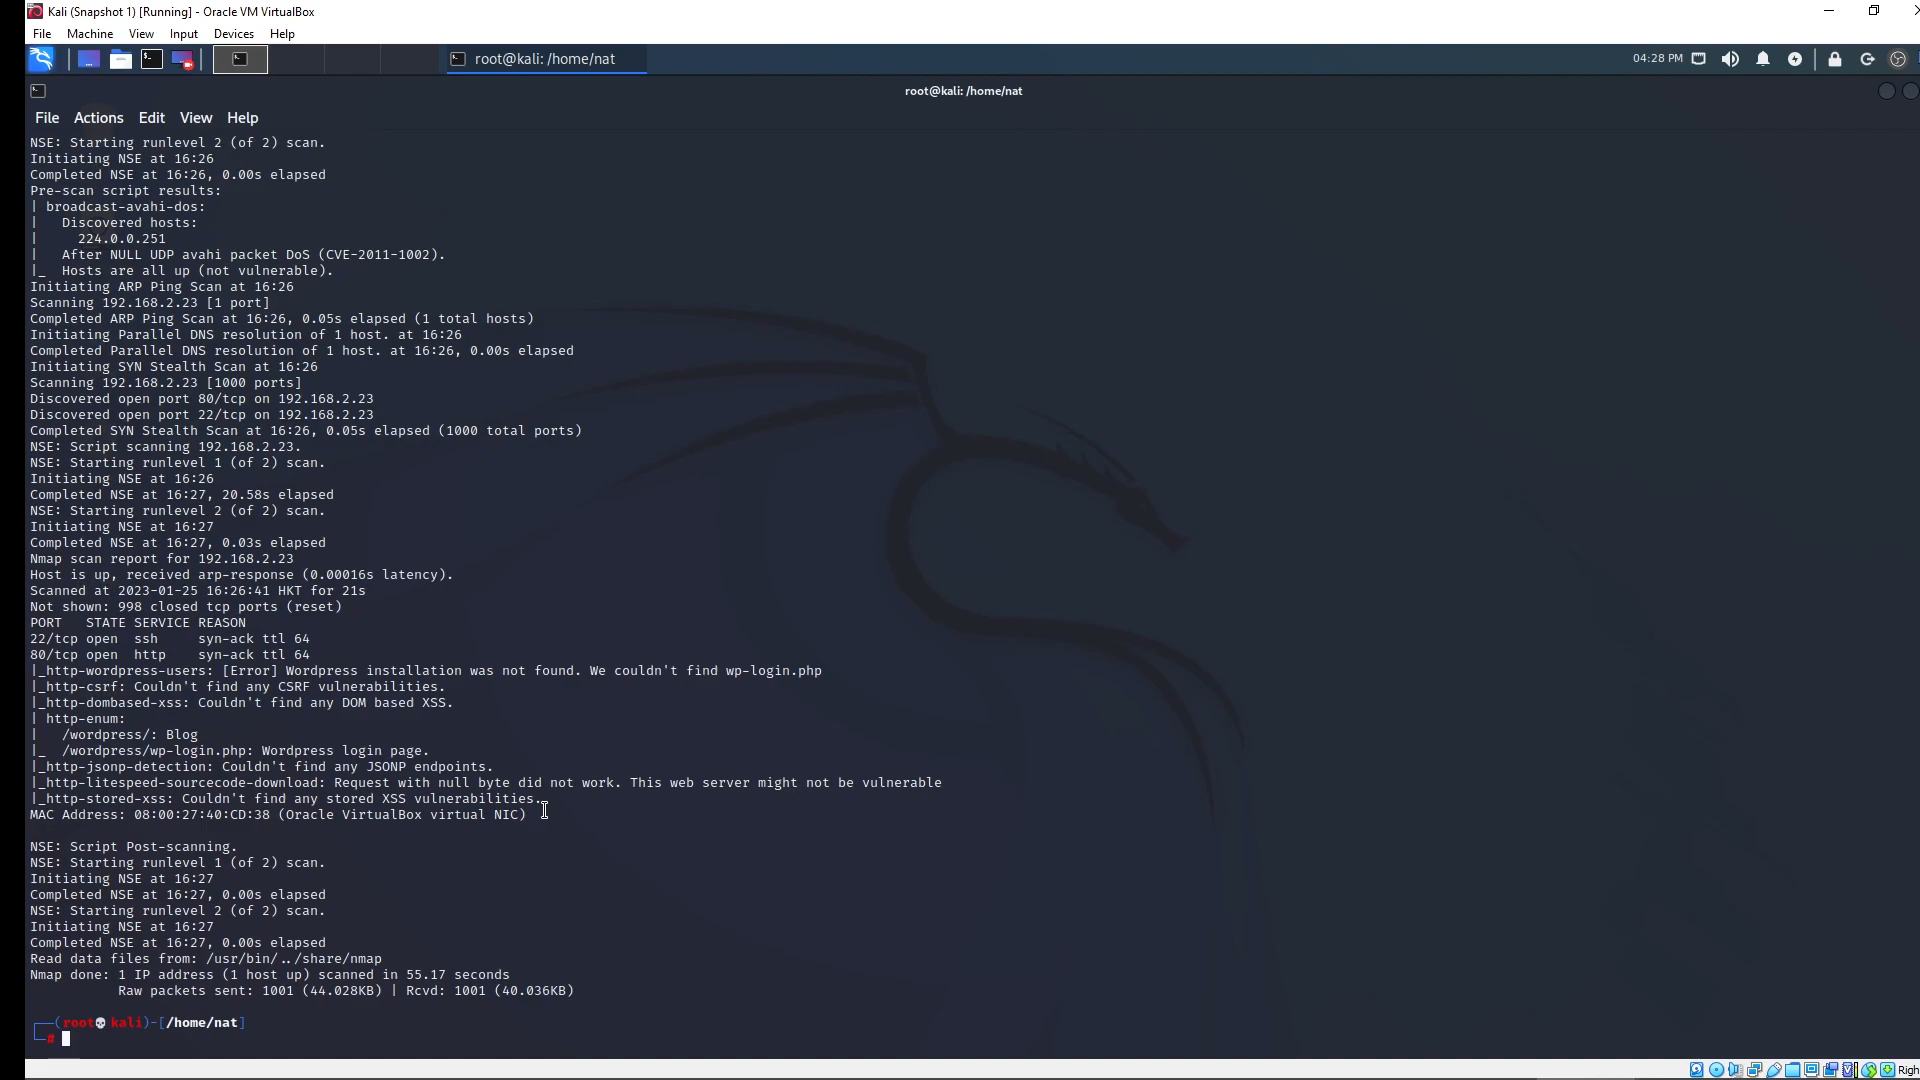 Kali (Snapshot 1) [Running] - Oracle VM VirtualBox
File Machine View Input Devices Help
root@kali: /home/nat
04:28 PM
root@kali: /home/nat
File Actions Edit View Help
NSE: Starting runlevel 2 (of 2) scan.
Initiating NSE at 16:26
Completed NSE at 16:26, 0.00s elapsed
Pre-scan script results:
| broadcast-avahi-dos:
|   Discovered hosts:
|     224.0.0.251
|   After NULL UDP avahi packet DoS (CVE-2011-1002).
|_  Hosts are all up (not vulnerable).
Initiating ARP Ping Scan at 16:26
Scanning 192.168.2.23 [1 port]
Completed ARP Ping Scan at 16:26, 0.05s elapsed (1 total hosts)
Initiating Parallel DNS resolution of 1 host. at 16:26
Completed Parallel DNS resolution of 1 host. at 16:26, 0.00s elapsed
Initiating SYN Stealth Scan at 16:26
Scanning 192.168.2.23 [1000 ports]
Discovered open port 80/tcp on 192.168.2.23
Discovered open port 22/tcp on 192.168.2.23
Completed SYN Stealth Scan at 16:26, 0.05s elapsed (1000 total ports)
NSE: Script scanning 192.168.2.23.
NSE: Starting runlevel 1 (of 2) scan.
Initiating NSE at 16:26
Completed NSE at 16:27, 20.58s elapsed
NSE: Starting runlevel 2 (of 2) scan.
Initiating NSE at 16:27
Completed NSE at 16:27, 0.03s elapsed
Nmap scan report for 192.168.2.23
Host is up, received arp-response (0.00016s latency).
Scanned at 2023-01-25 16:26:41 HKT for 21s
Not shown: 998 closed tcp ports (reset)
PORT   STATE SERVICE REASON
22/tcp open  ssh     syn-ack ttl 64
80/tcp open  http    syn-ack ttl 64
|_http-wordpress-users: [Error] Wordpress installation was not found. We couldn't find wp-login.php
|_http-csrf: Couldn't find any CSRF vulnerabilities.
|_http-dombased-xss: Couldn't find any DOM based XSS.
| http-enum:
|   /wordpress/: Blog
|_  /wordpress/wp-login.php: Wordpress login page.
|_http-jsonp-detection: Couldn't find any JSONP endpoints.
|_http-litespeed-sourcecode-download: Request with null byte did not work. This web server might not be vulnerable
|_http-stored-xss: Couldn't find any stored XSS vulnerabilities.
MAC Address: 08:00:27:40:CD:38 (Oracle VirtualBox virtual NIC)
NSE: Script Post-scanning.
NSE: Starting runlevel 1 (of 2) scan.
Initiating NSE at 16:27
Completed NSE at 16:27, 0.00s elapsed
NSE: Starting runlevel 2 (of 2) scan.
Initiating NSE at 16:27
Completed NSE at 16:27, 0.00s elapsed
Read data files from: /usr/bin/../share/nmap
Nmap done: 1 IP address (1 host up) scanned in 55.17 seconds
           Raw packets sent: 1001 (44.028KB) | Rcvd: 1001 (40.036KB)
┌──(root💀kali)-[/home/nat]
└─#
Righ